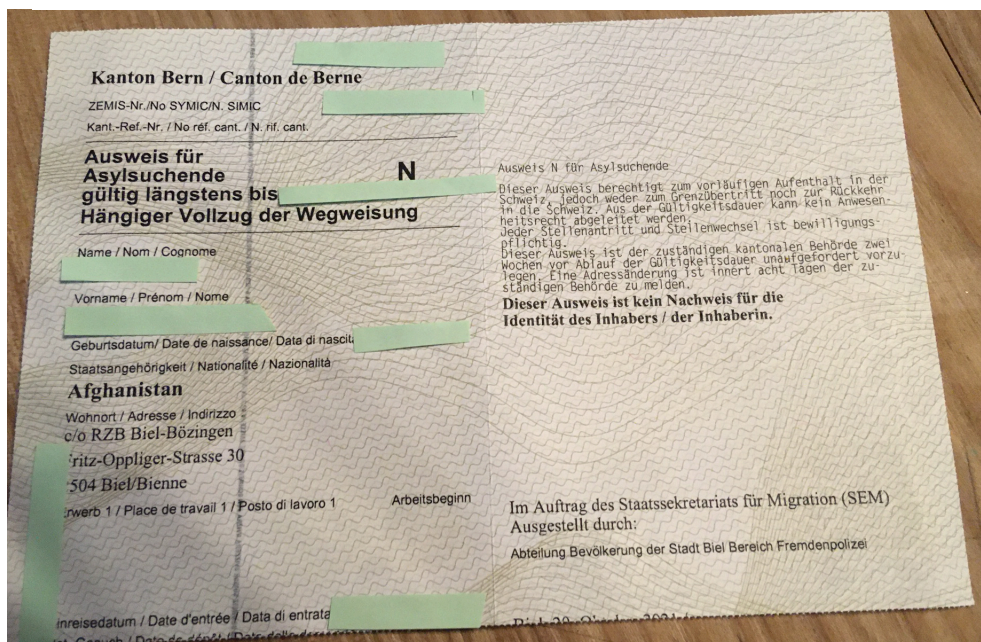 Kanton Bern / Canton de Berne
ZEMIS-Nr./No SYMIC/N. SIMIC
Kant.-Ref.-Nr. / No réf. cant. / N. rif. cant.
Ausweis für
Asylsuchende N
gültig längstens bis
Hängiger Vollzug der Wegweisung
Name / Nom / Cognome
Vorname / Prénom / Nome
Geburtsdatum/ Date de naissance/ Data di nascita
Staatsangehörigkeit / Nationalité / Nazionalità
Afghanistan
Wohnort / Adresse / Indirizzo
c/o RZB Biel-Bözingen
Fritz-Oppliger-Strasse 30
2504 Biel/Bienne
Erwerb 1 / Place de travail 1 / Posto di lavoro 1 Arbeitsbeginn
Einreisedatum / Date d'entrée / Data di entrata
Ausweis N für Asylsuchende
Dieser Ausweis berechtigt zum vorläufigen Aufenthalt in der
Schweiz, jedoch weder zum Grenzübertritt noch zur Rückkehr
in die Schweiz. Aus der Gültigkeitsdauer kann kein Anwesen-
heitsrecht abgeleitet werden.
Jeder Stellenantritt und Stellenwechsel ist bewilligungs-
pflichtig.
Dieser Ausweis ist der zuständigen kantonalen Behörde zwei
Wochen vor Ablauf der Gültigkeitsdauer unaufgefordert vorzu-
legen. Eine Adressänderung ist innert acht Tagen der zu-
ständigen Behörde zu melden.
Dieser Ausweis ist kein Nachweis für die
Identität des Inhabers / der Inhaberin.
Im Auftrag des Staatssekretariats für Migration (SEM)
Ausgestellt durch:
Abteilung Bevölkerung der Stadt Biel Bereich Fremdenpolizei